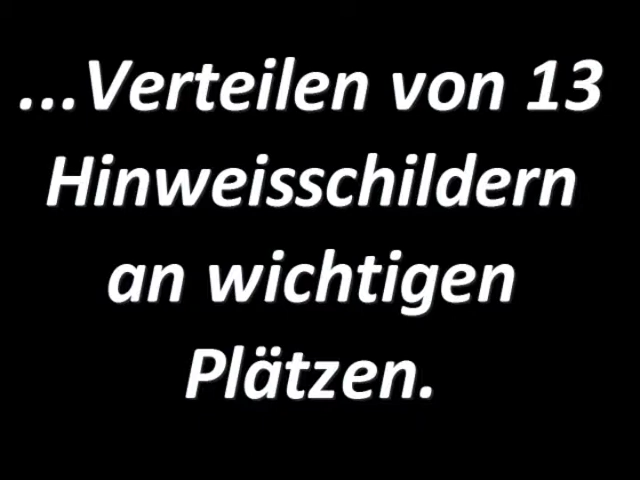 ...Verteilen von 13
Hinweisschildern
an wichtigen
Plätzen.